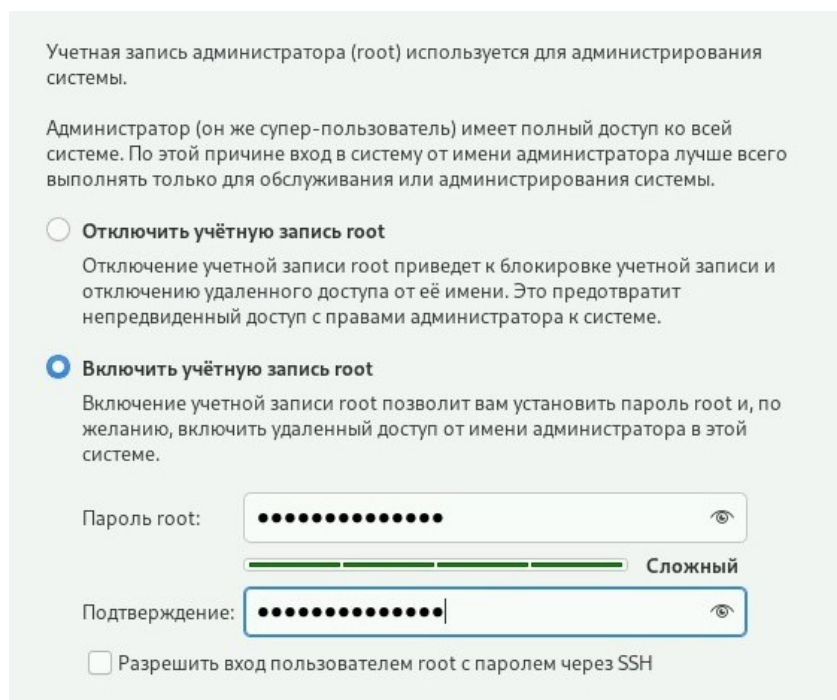 Учетная запись администратора (root) используется для администрирования
системы.
Администратор (он же супер-пользователь) имеет полный доступ ко всей
системе. По этой причине вход в систему от имени администратора лучше всего
выполнять только для обслуживания или администрирования системы.
Отключить учётную запись root
Отключение учетной записи root приведет к блокировке учетной записи и
отключению удаленного доступа от её имени. Это предотвратит
непредвиденный доступ с правами администратора к системе.
Включить учётную запись root
Включение учетной записи root позволит вам установить пароль root и, по
желанию, включить удаленный доступ от имени администратора в этой
системе.
Пароль root: ••••••••••••••
Сложный
Подтверждение: ••••••••••••••
Разрешить вход пользователем root с паролем через SSH